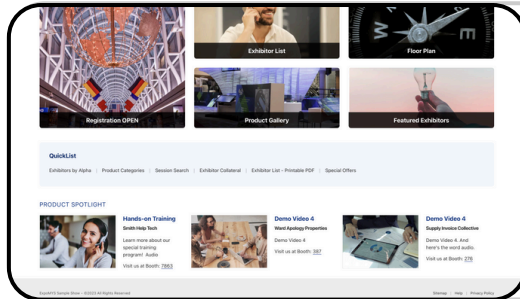 Exhibitor List
Floor Plan
Registration OPEN
Product Gallery
Featured Exhibitors
QuickList
Exhibitors by Alpha | Product Categories | Session Search | Exhibitor Collateral | Exhibitor List - Printable PDF | Special Offers
PRODUCT SPOTLIGHT
Hands-on Training
Smith Help Tech
Learn more about our
special training
program! Audio
Visit us at Booth: 7863
Demo Video 4
Ward Apology Properties
Demo Video 4
Visit us at Booth: 397
Demo Video 4
Supply Invoice Collective
Demo Video 4. And
here's the word audio.
Visit us at Booth: 278
Sitemap | Help | Privacy Policy